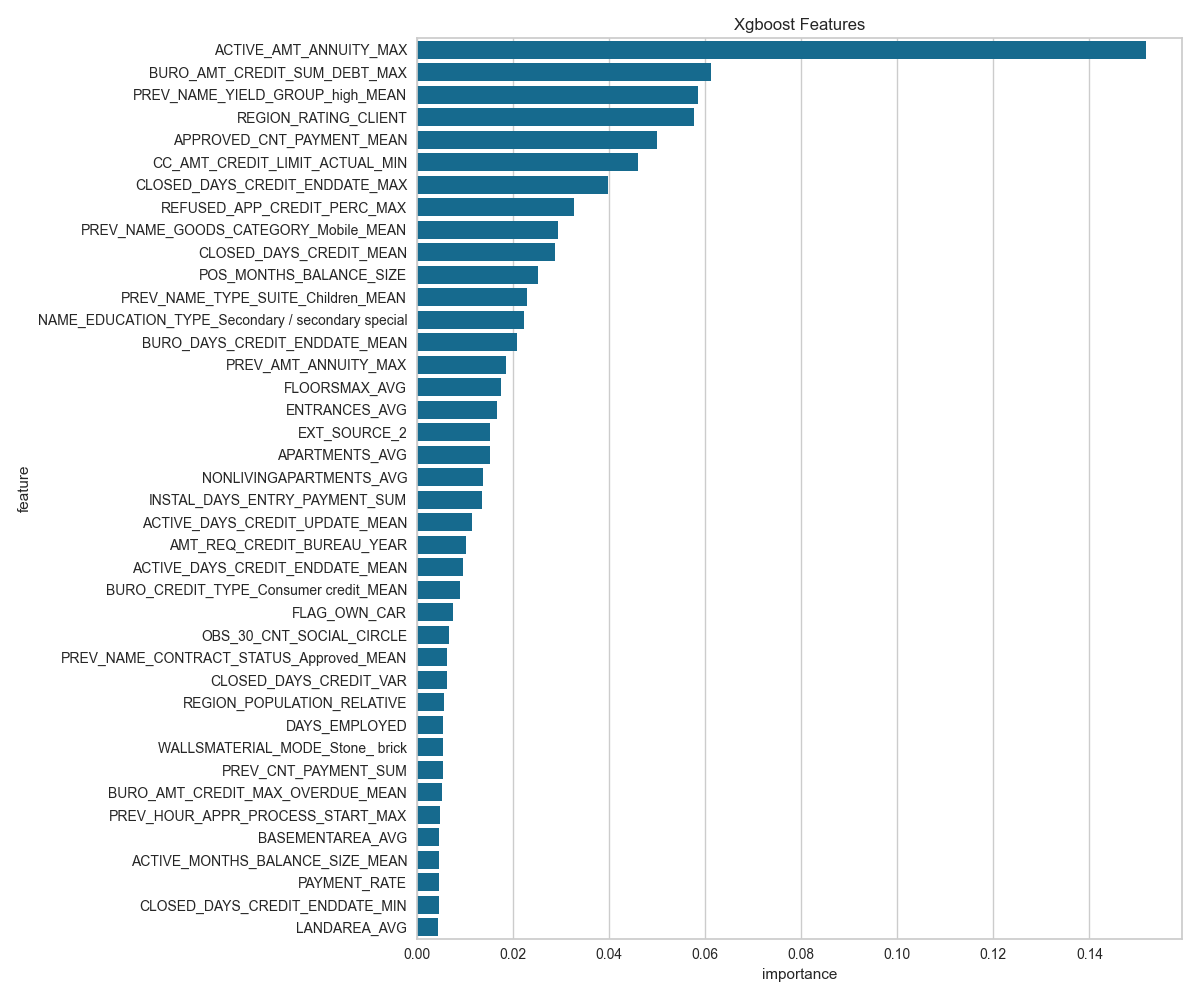 Xgboost Features
ACTIVE_AMT_ANNUITY_MAX
BURO_AMT_CREDIT_SUM_DEBT_MAX
PREV_NAME_YIELD_GROUP_high_MEAN
REGION_RATING_CLIENT
APPROVED_CNT_PAYMENT_MEAN
CC_AMT_CREDIT_LIMIT_ACTUAL_MIN
CLOSED_DAYS_CREDIT_ENDDATE_MAX
REFUSED_APP_CREDIT_PERC_MAX
PREV_NAME_GOODS_CATEGORY_Mobile_MEAN
CLOSED_DAYS_CREDIT_MEAN
POS_MONTHS_BALANCE_SIZE
PREV_NAME_TYPE_SUITE_Children_MEAN
NAME_EDUCATION_TYPE_Secondary / secondary special
BURO_DAYS_CREDIT_ENDDATE_MEAN
PREV_AMT_ANNUITY_MAX
FLOORSMAX_AVG
ENTRANCES_AVG
EXT_SOURCE_2
APARTMENTS_AVG
NONLIVINGAPARTMENTS_AVG
INSTAL_DAYS_ENTRY_PAYMENT_SUM
ACTIVE_DAYS_CREDIT_UPDATE_MEAN
AMT_REQ_CREDIT_BUREAU_YEAR
ACTIVE_DAYS_CREDIT_ENDDATE_MEAN
BURO_CREDIT_TYPE_Consumer credit_MEAN
FLAG_OWN_CAR
OBS_30_CNT_SOCIAL_CIRCLE
PREV_NAME_CONTRACT_STATUS_Approved_MEAN
CLOSED_DAYS_CREDIT_VAR
REGION_POPULATION_RELATIVE
DAYS_EMPLOYED
WALLSMATERIAL_MODE_Stone_ brick
PREV_CNT_PAYMENT_SUM
BURO_AMT_CREDIT_MAX_OVERDUE_MEAN
PREV_HOUR_APPR_PROCESS_START_MAX
BASEMENTAREA_AVG
ACTIVE_MONTHS_BALANCE_SIZE_MEAN
PAYMENT_RATE
CLOSED_DAYS_CREDIT_ENDDATE_MIN
LANDAREA_AVG
feature
0.00 0.02 0.04 0.06 0.08 0.10 0.12 0.14
importance